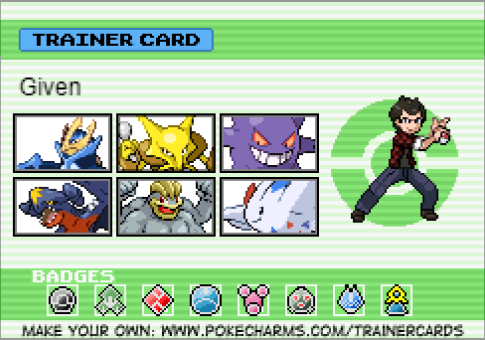 TRAINER CARD
Given
BADGES
MAKE YOUR OWN: WWW.POKECHARMS.COM/TRAINERCARDS